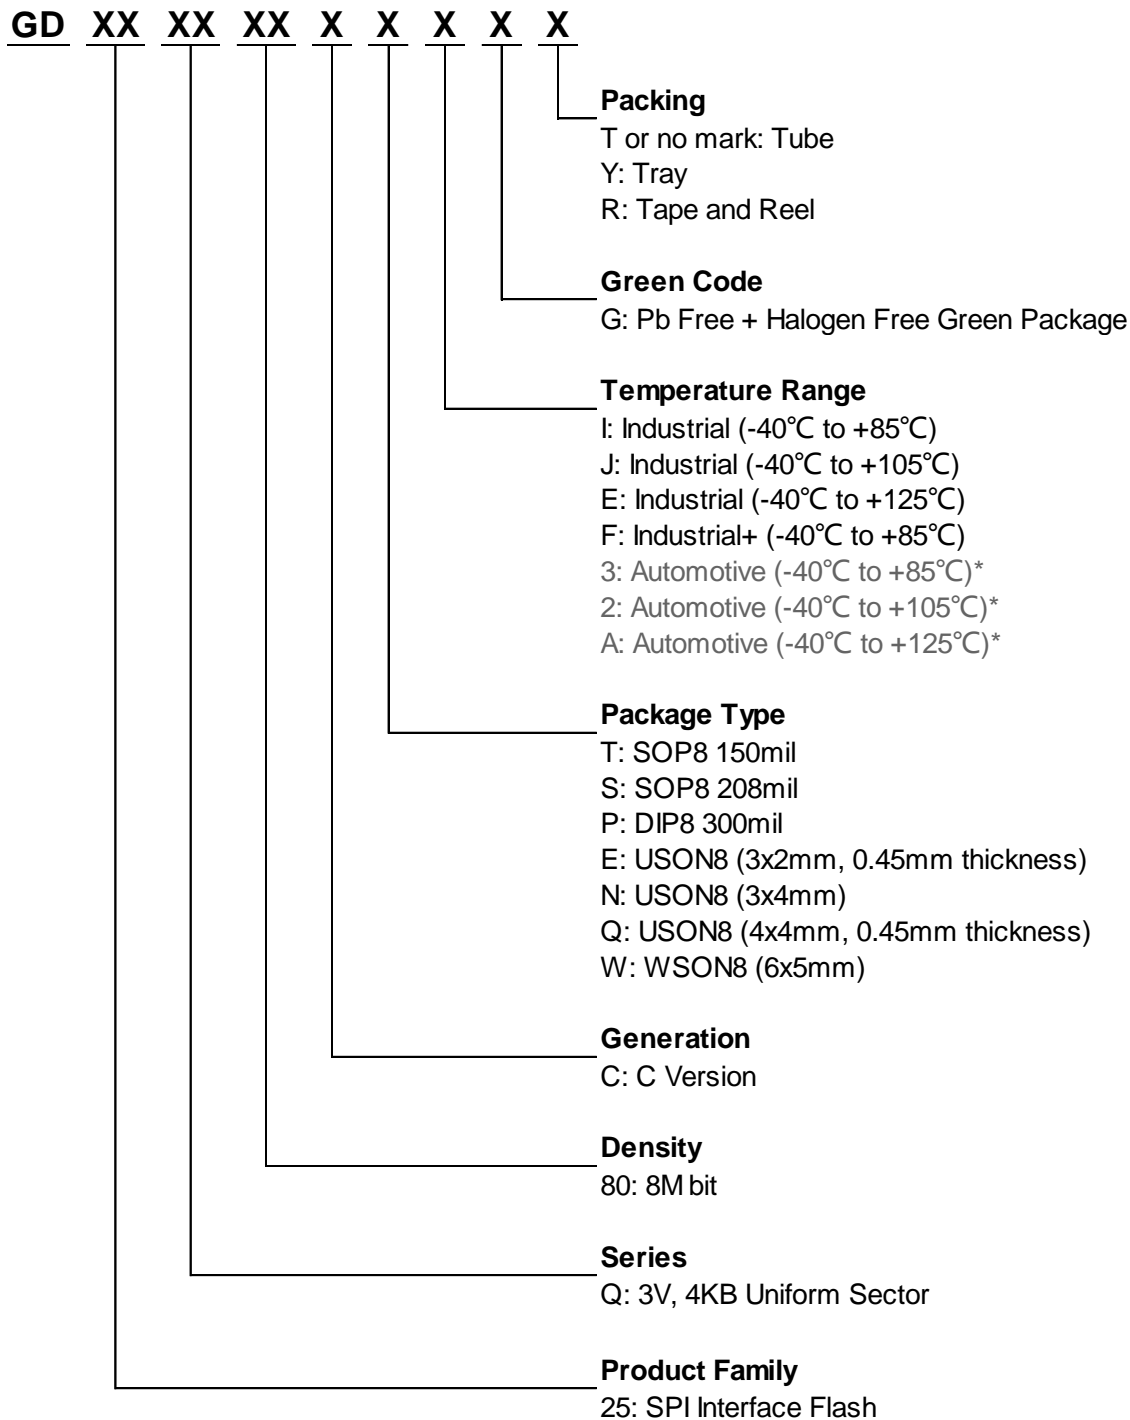 GD XX XX XX X X X X X
Packing
T or no mark: Tube
Y: Tray
R: Tape and Reel
Green Code
G: Pb Free + Halogen Free Green Package
Temperature Range
I: Industrial (-40℃ to +85℃)
J: Industrial (-40℃ to +105℃)
E: Industrial (-40℃ to +125℃)
F: Industrial+ (-40℃ to +85℃)
3: Automotive (-40℃ to +85℃)*
2: Automotive (-40℃ to +105℃)*
A: Automotive (-40℃ to +125℃)*
Package Type
T: SOP8 150mil
S: SOP8 208mil
P: DIP8 300mil
E: USON8 (3x2mm, 0.45mm thickness)
N: USON8 (3x4mm)
Q: USON8 (4x4mm, 0.45mm thickness)
W: WSON8 (6x5mm)
Generation
C: C Version
Density
80: 8M bit
Series
Q: 3V, 4KB Uniform Sector
Product Family
25: SPI Interface Flash